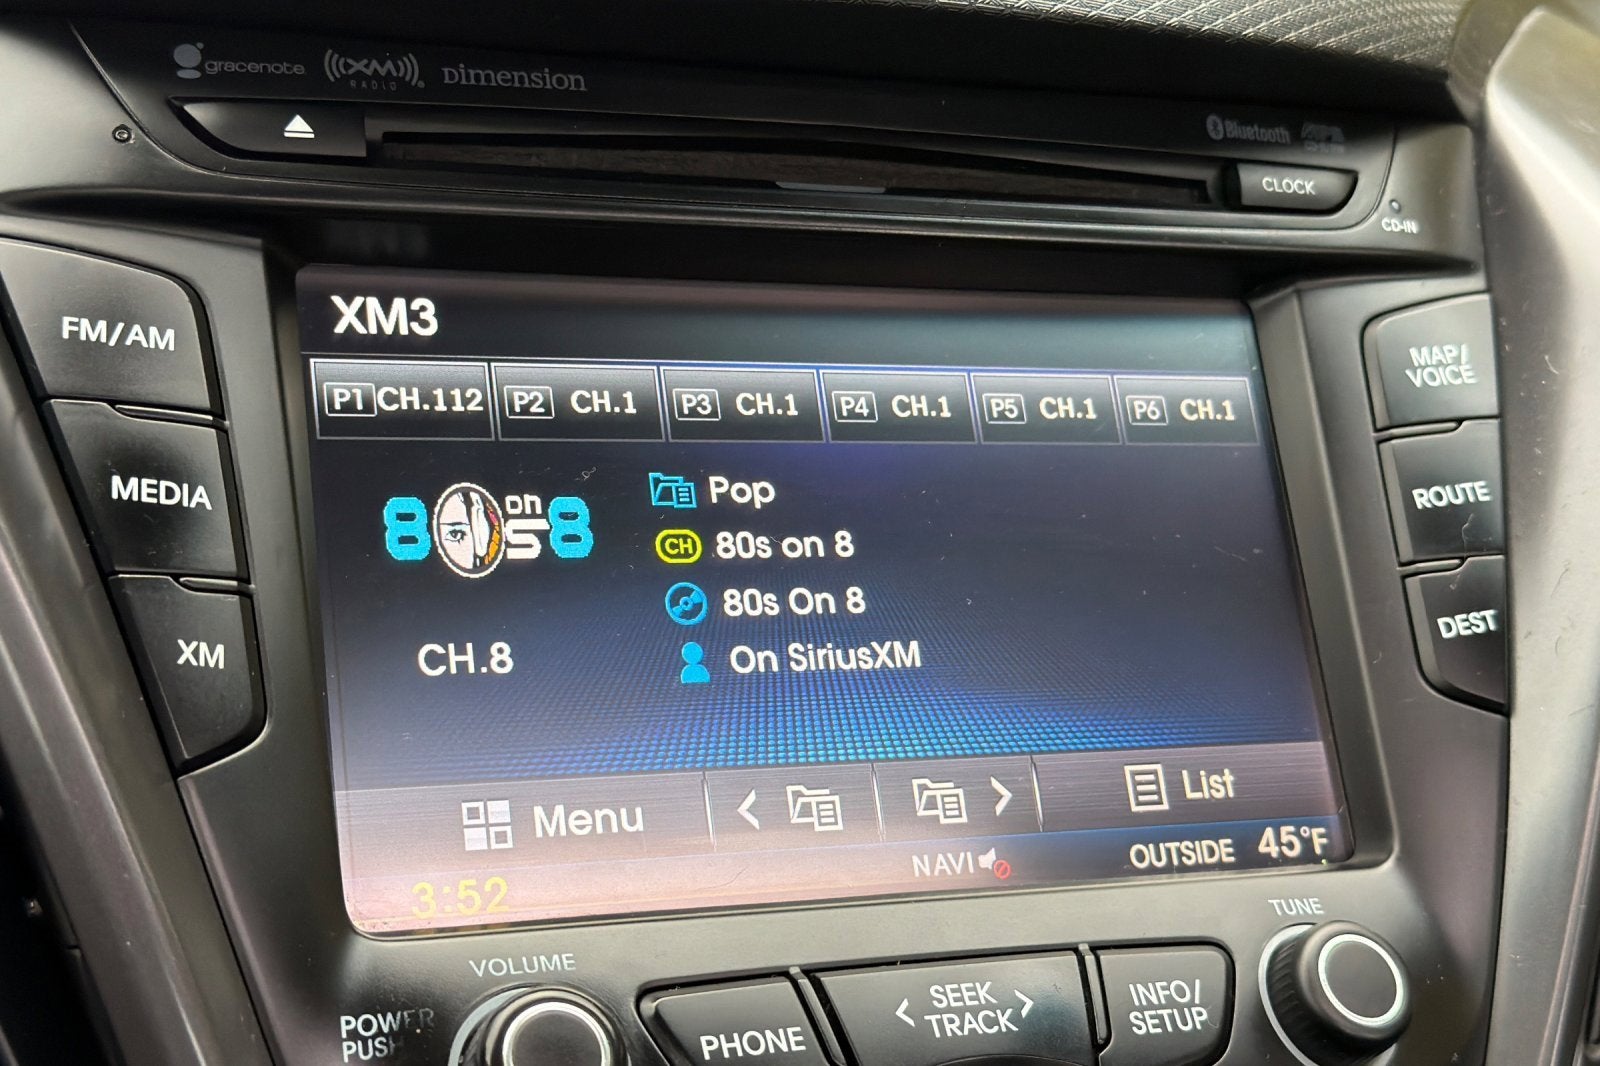 gracenote
XM
RADIO
Dimension
Bluetooth
CLOCK
CD-IN
XM3
P1 CH.112
P2 CH.1
P3 CH.1
P4 CH.1
P5 CH.1
P6 CH.1
FM/AM
MEDIA
XM
MAP/
VOICE
ROUTE
DEST
80s on 8
CH.8
Pop
CH 80s on 8
80s On 8
On SiriusXM
Menu
<
>
List
3:52
NAVI
OUTSIDE 45°F
VOLUME
POWER
PUSH
PHONE
< SEEK >
TRACK
INFO/
SETUP
TUNE